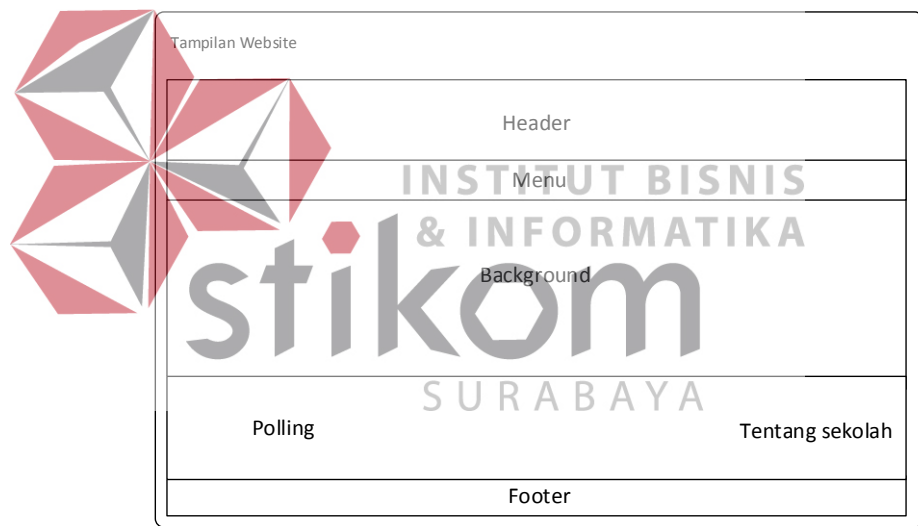 Tampilan Website
Header
INSTITUT BISNIS
Menu
& INFORMATIKA
stikom
Background
SURABAYA
Polling
Tentang sekolah
Footer